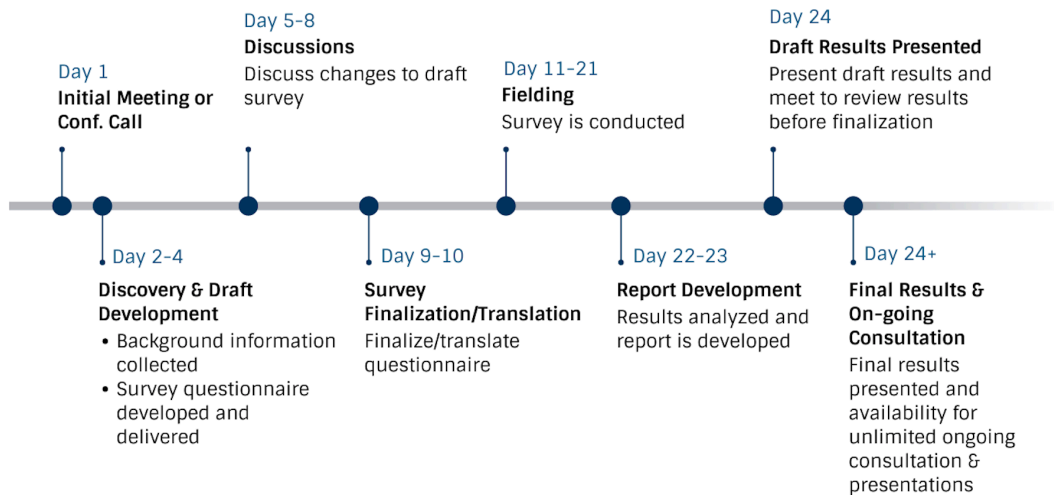 Day 1
Initial Meeting or
Conf. Call
Day 2-4
Discovery & Draft
Development
• Background information
collected
• Survey questionnaire
developed and
delivered
Day 5-8
Discussions
Discuss changes to draft
survey
Day 9-10
Survey
Finalization/Translation
Finalize/translate
questionnaire
Day 11-21
Fielding
Survey is conducted
Day 22-23
Report Development
Results analyzed and
report is developed
Day 24
Draft Results Presented
Present draft results and
meet to review results
before finalization
Day 24+
Final Results &
On-going
Consultation
Final results
presented and
availability for
unlimited ongoing
consultation &
presentations